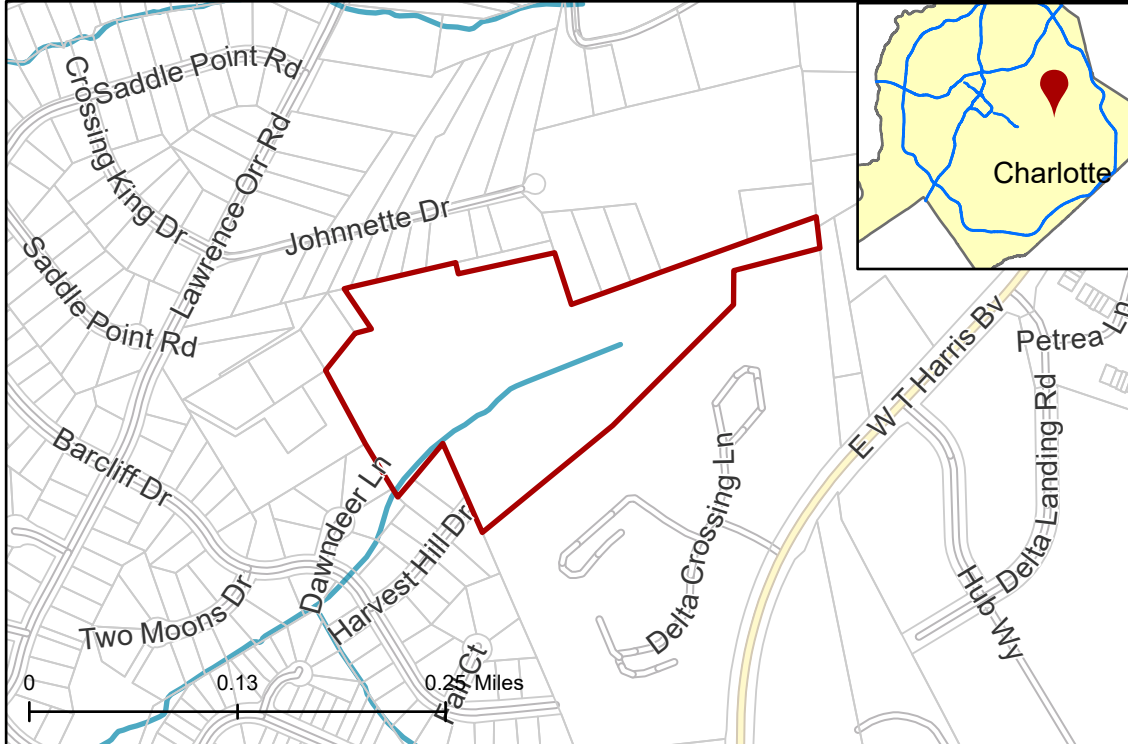 Saddle Point Rd
Crossing King Dr
Lawrence Orr Rd
Johnnette Dr
Saddle Point Rd
Charlotte
E W T Harris Bv
Petrea Ln
Delta Landing Rd
Barcliff Dr
Dawndeer Ln
Harvest Hill Dr
Delta Crossing Ln
Hub Wy
Two Moons Dr
Fall Ct
0 0.13 0.25 Miles